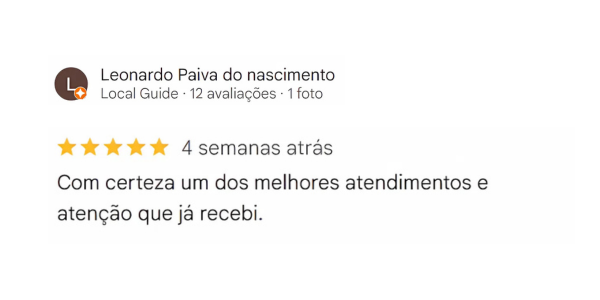 L
Leonardo Paiva do nascimento
Local Guide · 12 avaliações · 1 foto
4 semanas atrás
Com certeza um dos melhores atendimentos e
atenção que já recebi.